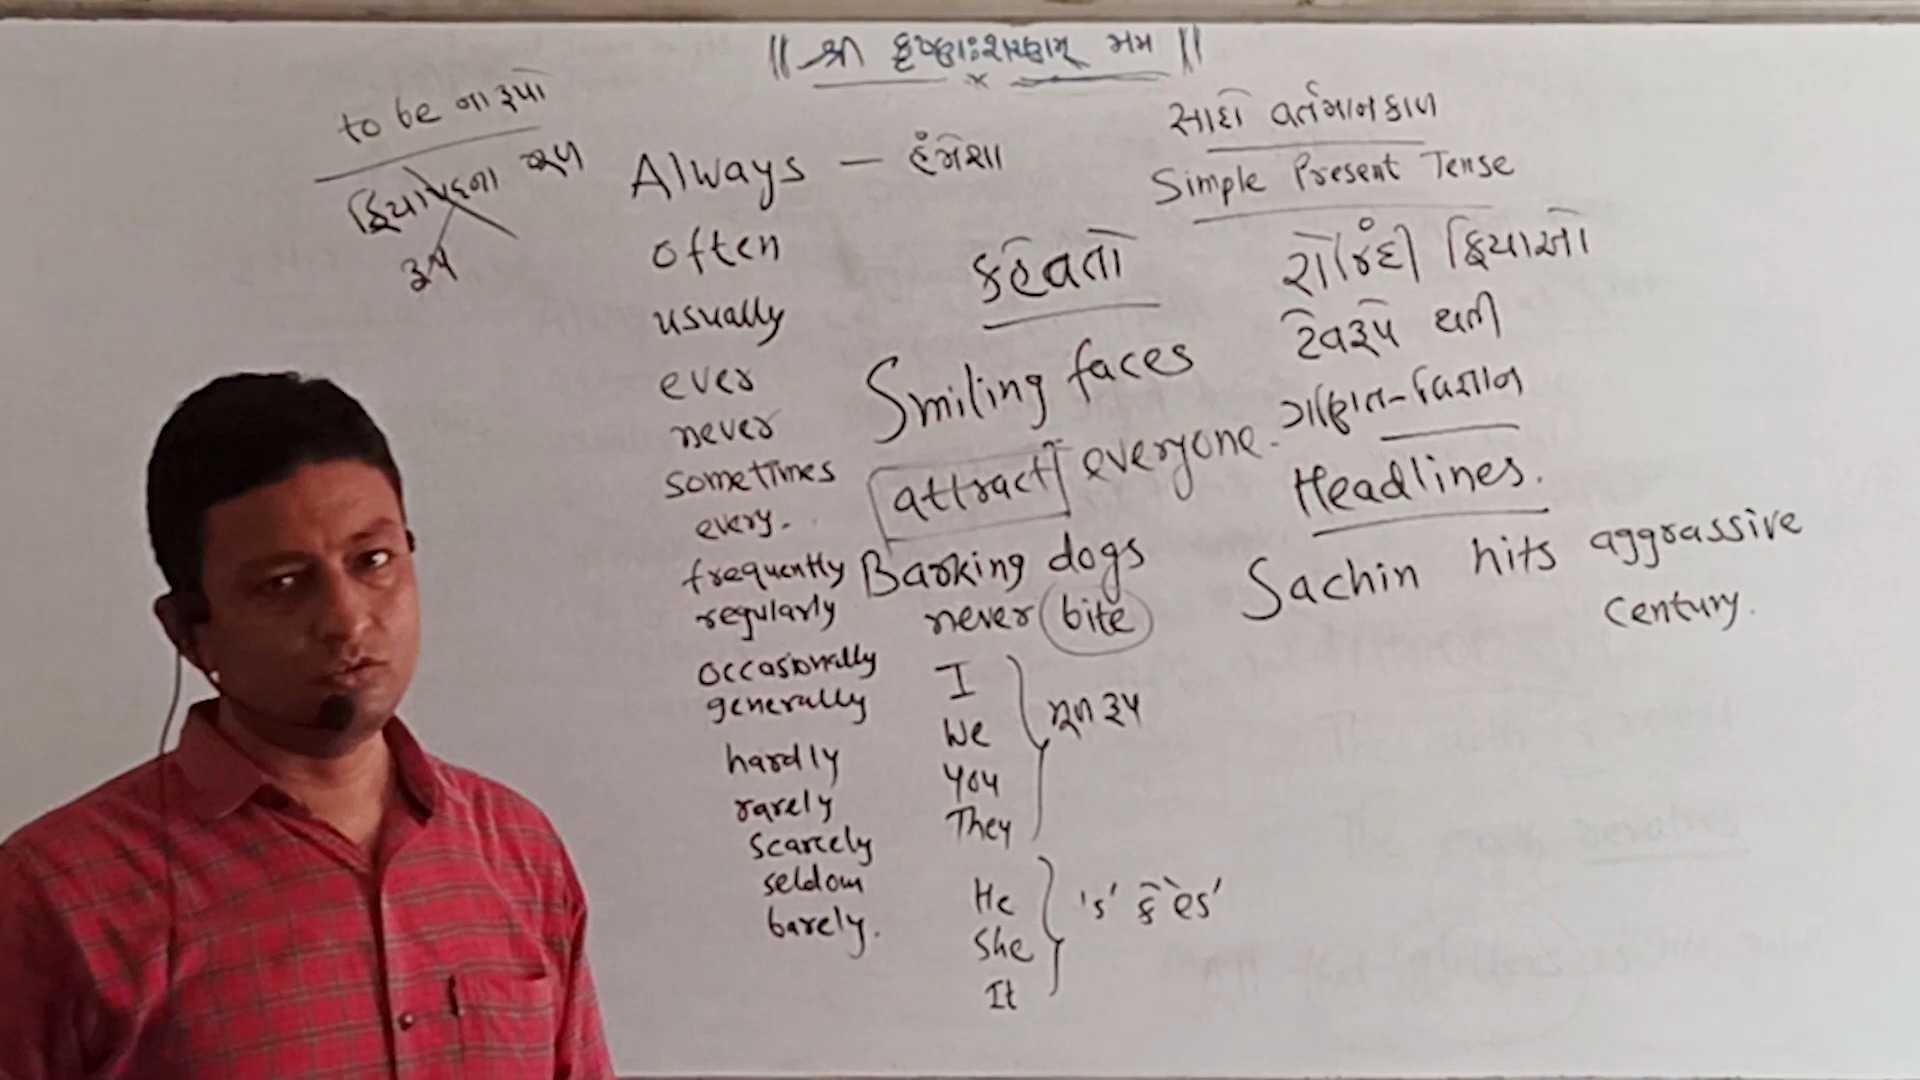 || શ્રી કૃષ્ણઃશરણમ્ મમ ||
to be ના રૂપો
ક્રિયાપદના મૂળ
રૂપ
Always – હંમેશા
often
usually
ever
never
sometimes
every.
frequently
regularly
occasionally
generally
hardly
rarely
scarcely
seldom
barely.
કહેવતો
Smiling faces
attract everyone.
Barking dogs
never bite
I
We
You
They
મૂળ રૂપ
He
She
It
's' કે 'es'
સાદો વર્તમાનકાળ
Simple Present Tense
રોજિંદી ક્રિયાઓ
ટેવરૂપે થતી
ગણિત-વિજ્ઞાન
Headlines.
Sachin hits aggrassive
century.